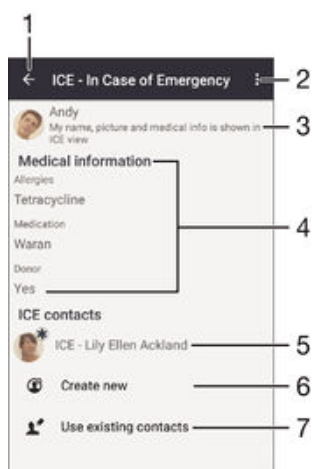 1
ICE - In Case of Emergency
2
Andy
My name, picture and medical info is shown in
ICE view
3
Medical information
Allergies
Tetracycline
Medication
Waran
4
Donor
Yes
ICE contacts
ICE - Lily Ellen Ackland
5
Create new
6
Use existing contacts
7